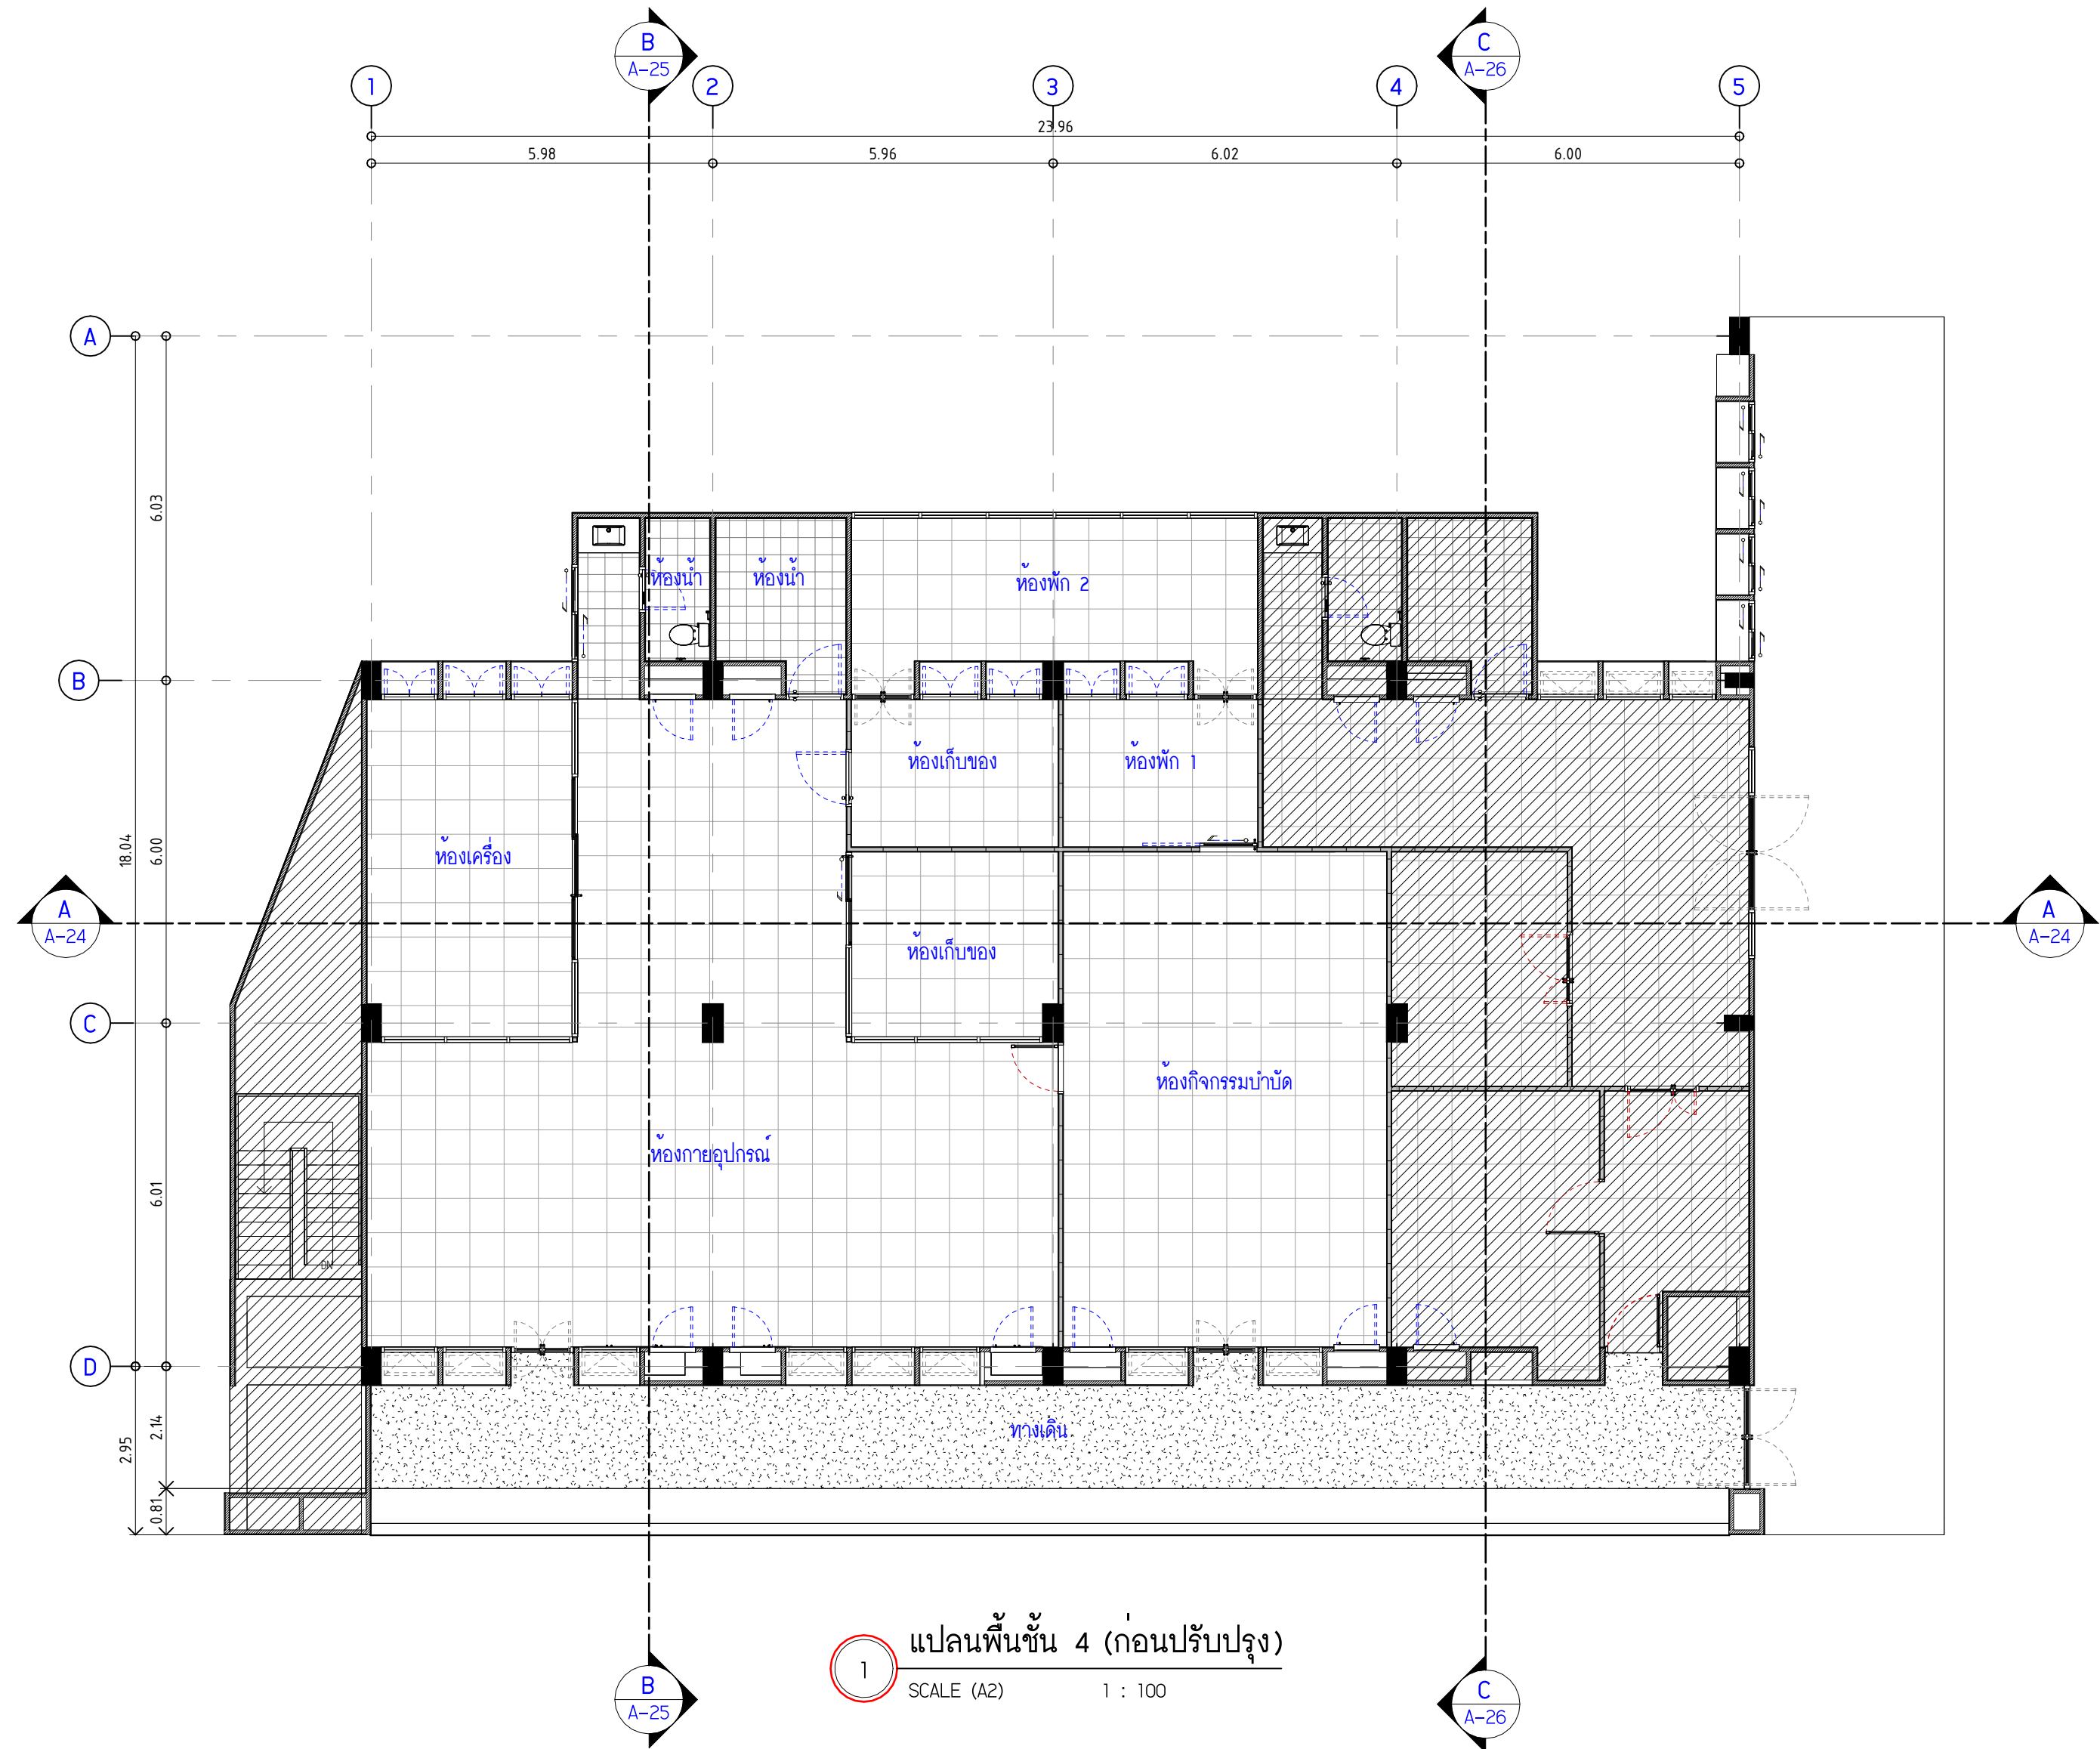 B
A-25
C
A-26
1
2
3
4
5
23.96
5.98
5.96
6.02
6.00
A
6.03
ห้องน้ำ
ห้องน้ำ
ห้องพัก 2
B
ห้องเก็บของ
ห้องพัก 1
18.04
6.00
ห้องเครื่อง
A
A-24
A
A-24
ห้องเก็บของ
C
ห้องกิจกรรมบำบัด
ห้องกายอุปกรณ์
6.01
DN
D
2.14
2.95
ทางเดิน
0.81
แปลนพื้นชั้น 4 (ก่อนปรับปรุง)
1
SCALE (A2) 1 : 100
B
A-25
C
A-26